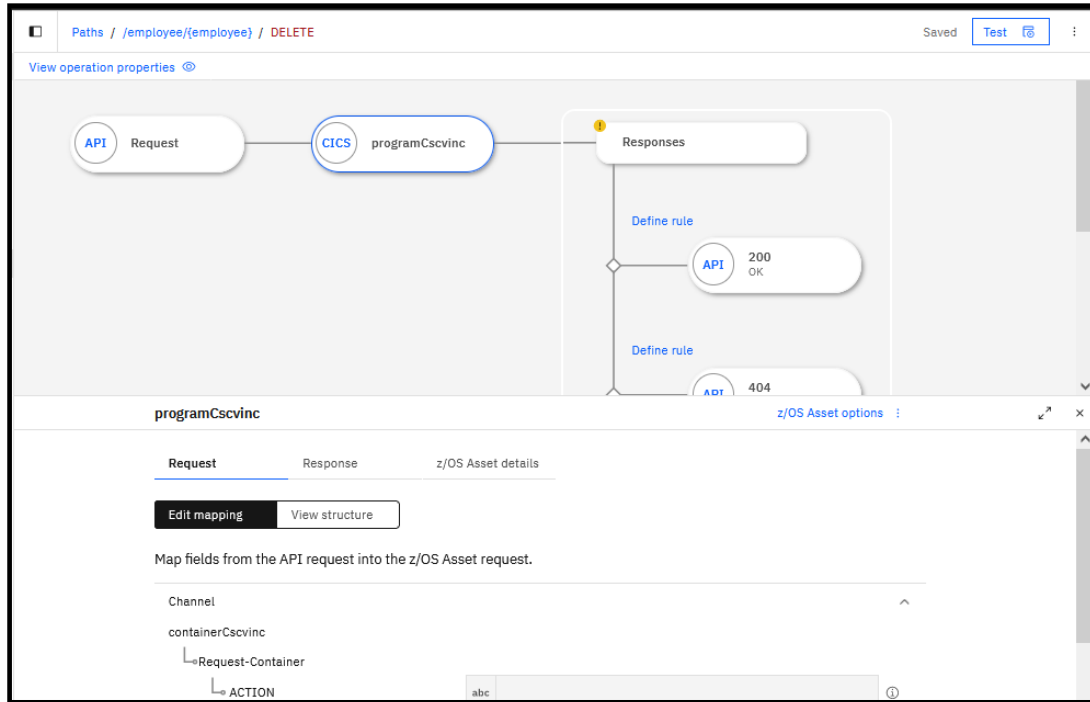 Paths / /employee/{employee} / DELETE
Saved
Test
View operation properties
API Request
CICS programCscvinc
Responses
Define rule
API 200
OK
Define rule
API 404
programCscvinc
z/OS Asset options
Request Response z/OS Asset details
Edit mapping View structure
Map fields from the API request into the z/OS Asset request.
Channel
containerCscvinc
Request-Container
ACTION abc